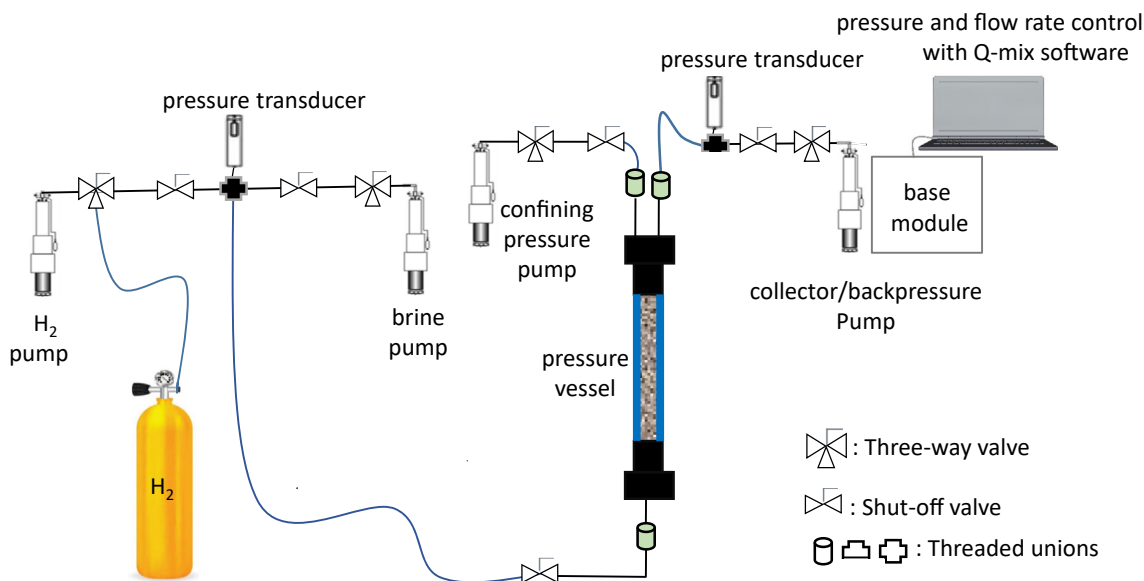 pressure and flow rate control
with Q-mix software
pressure transducer
pressure transducer
base
module
confining
pressure
pump
collector/backpressure
Pump
H₂
pump
brine
pump
pressure
vessel
H₂
: Three-way valve
: Shut-off valve
: Threaded unions